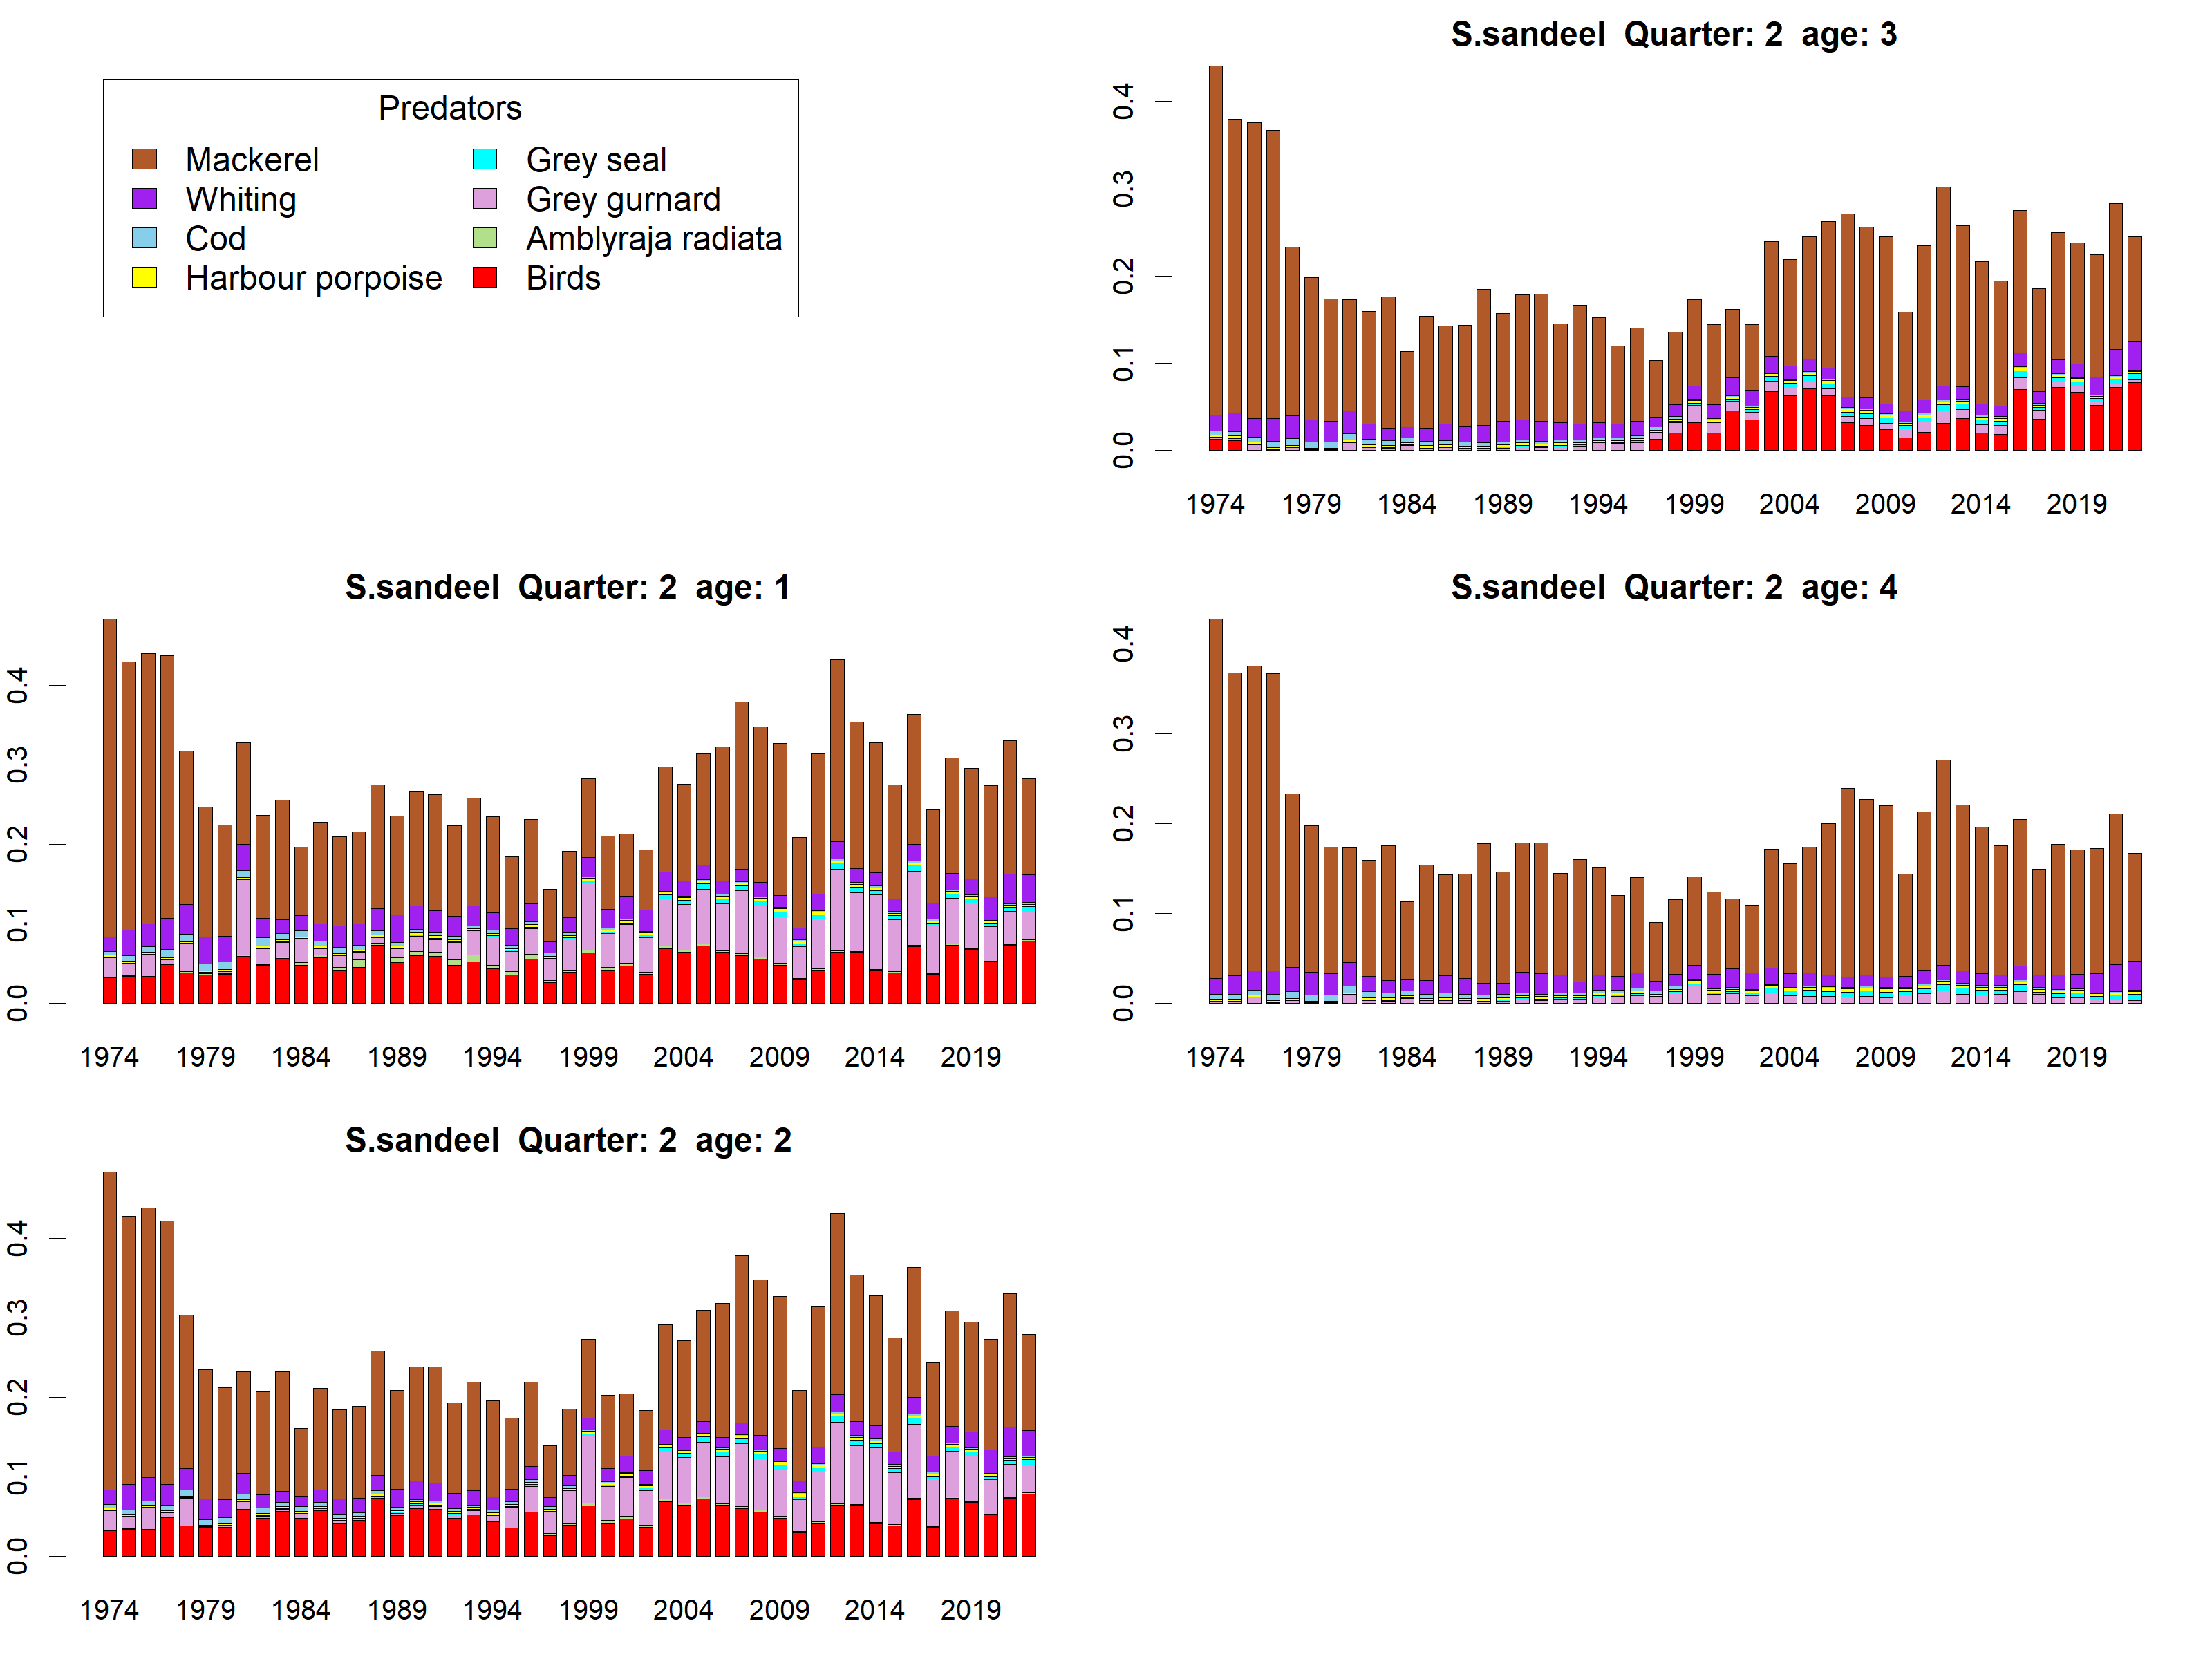 Predators
Mackerel Grey seal
Whiting Grey gurnard
Cod Amblyraja radiata
Harbour porpoise Birds
S.sandeel Quarter: 2 age: 3
0.0 0.1 0.2 0.3 0.4
1974 1979 1984 1989 1994 1999 2004 2009 2014 2019
S.sandeel Quarter: 2 age: 1
0.0 0.1 0.2 0.3 0.4
1974 1979 1984 1989 1994 1999 2004 2009 2014 2019
S.sandeel Quarter: 2 age: 4
0.0 0.1 0.2 0.3 0.4
1974 1979 1984 1989 1994 1999 2004 2009 2014 2019
S.sandeel Quarter: 2 age: 2
0.0 0.1 0.2 0.3 0.4
1974 1979 1984 1989 1994 1999 2004 2009 2014 2019